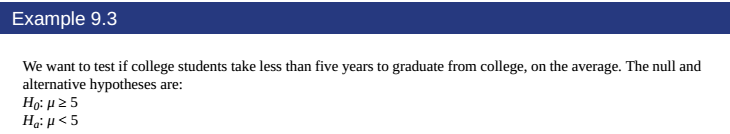 Example 9.3
We want to test if college students take less than five years to graduate from college, on the average. The null and
alternative hypotheses are:
H₀: μ ≥ 5
Hₐ: μ < 5